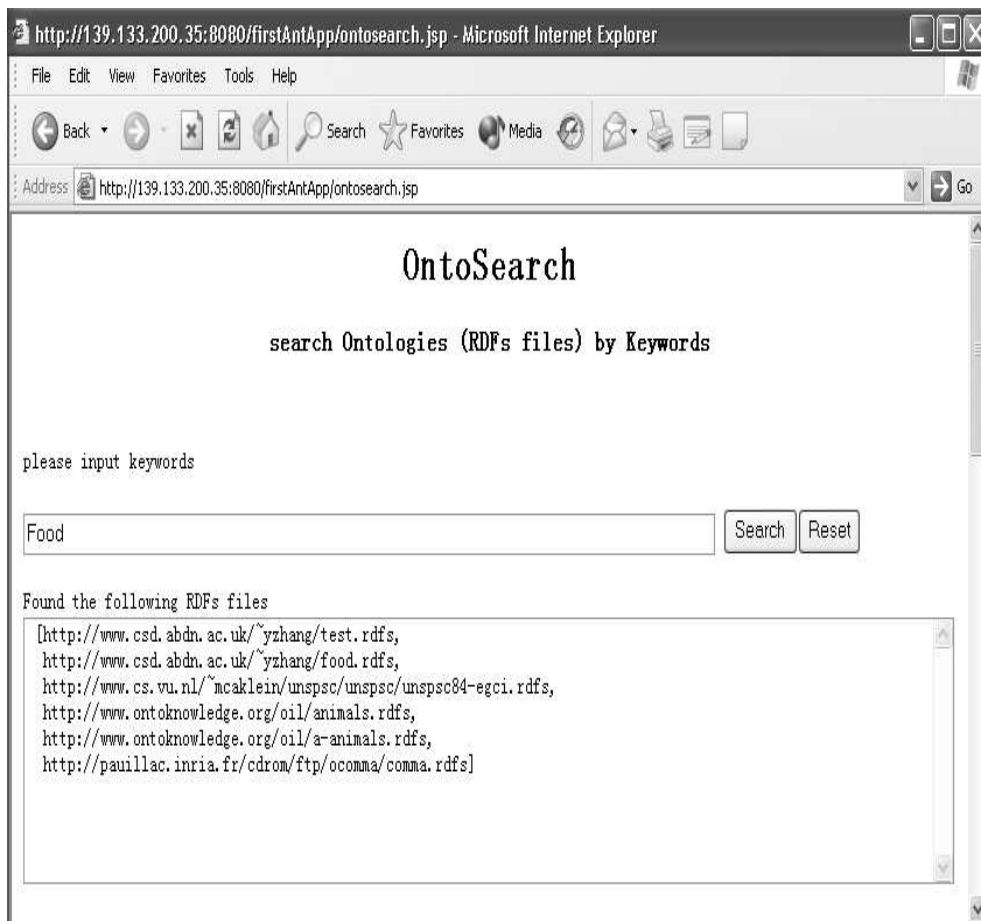 http://139.133.200.35:8080/firstAntApp/ontosearch.jsp - Microsoft Internet Explorer
File Edit View Favorites Tools Help
Back Search Favorites Media
Address http://139.133.200.35:8080/firstAntApp/ontosearch.jsp Go
OntoSearch
search Ontologies (RDFs files) by Keywords
please input keywords
Food Search Reset
Found the following RDFs files
[http://www.csd.abdn.ac.uk/~yzhang/test.rdfs,
http://www.csd.abdn.ac.uk/~yzhang/food.rdfs,
http://www.cs.vu.nl/~mcaklein/unspsc/unspsc/unspsc84-egci.rdfs,
http://www.ontoknowledge.org/oil/animals.rdfs,
http://www.ontoknowledge.org/oil/a-animals.rdfs,
http://pauillac.inria.fr/cdrom/ftp/ocomma/comma.rdfs]